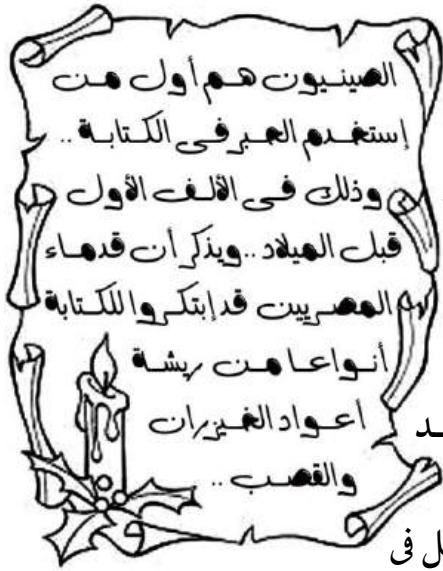 الصينيون هم أول من
إستخدم الحبر فى الكتابة ..
وذلك فى الألف الأول
قبل الميلاد .. ويذكر أن قدماء
المصريين قد إبتكروا للكتابة
أنواعا من ريشة
أعواد الخيزران
والقصب ..